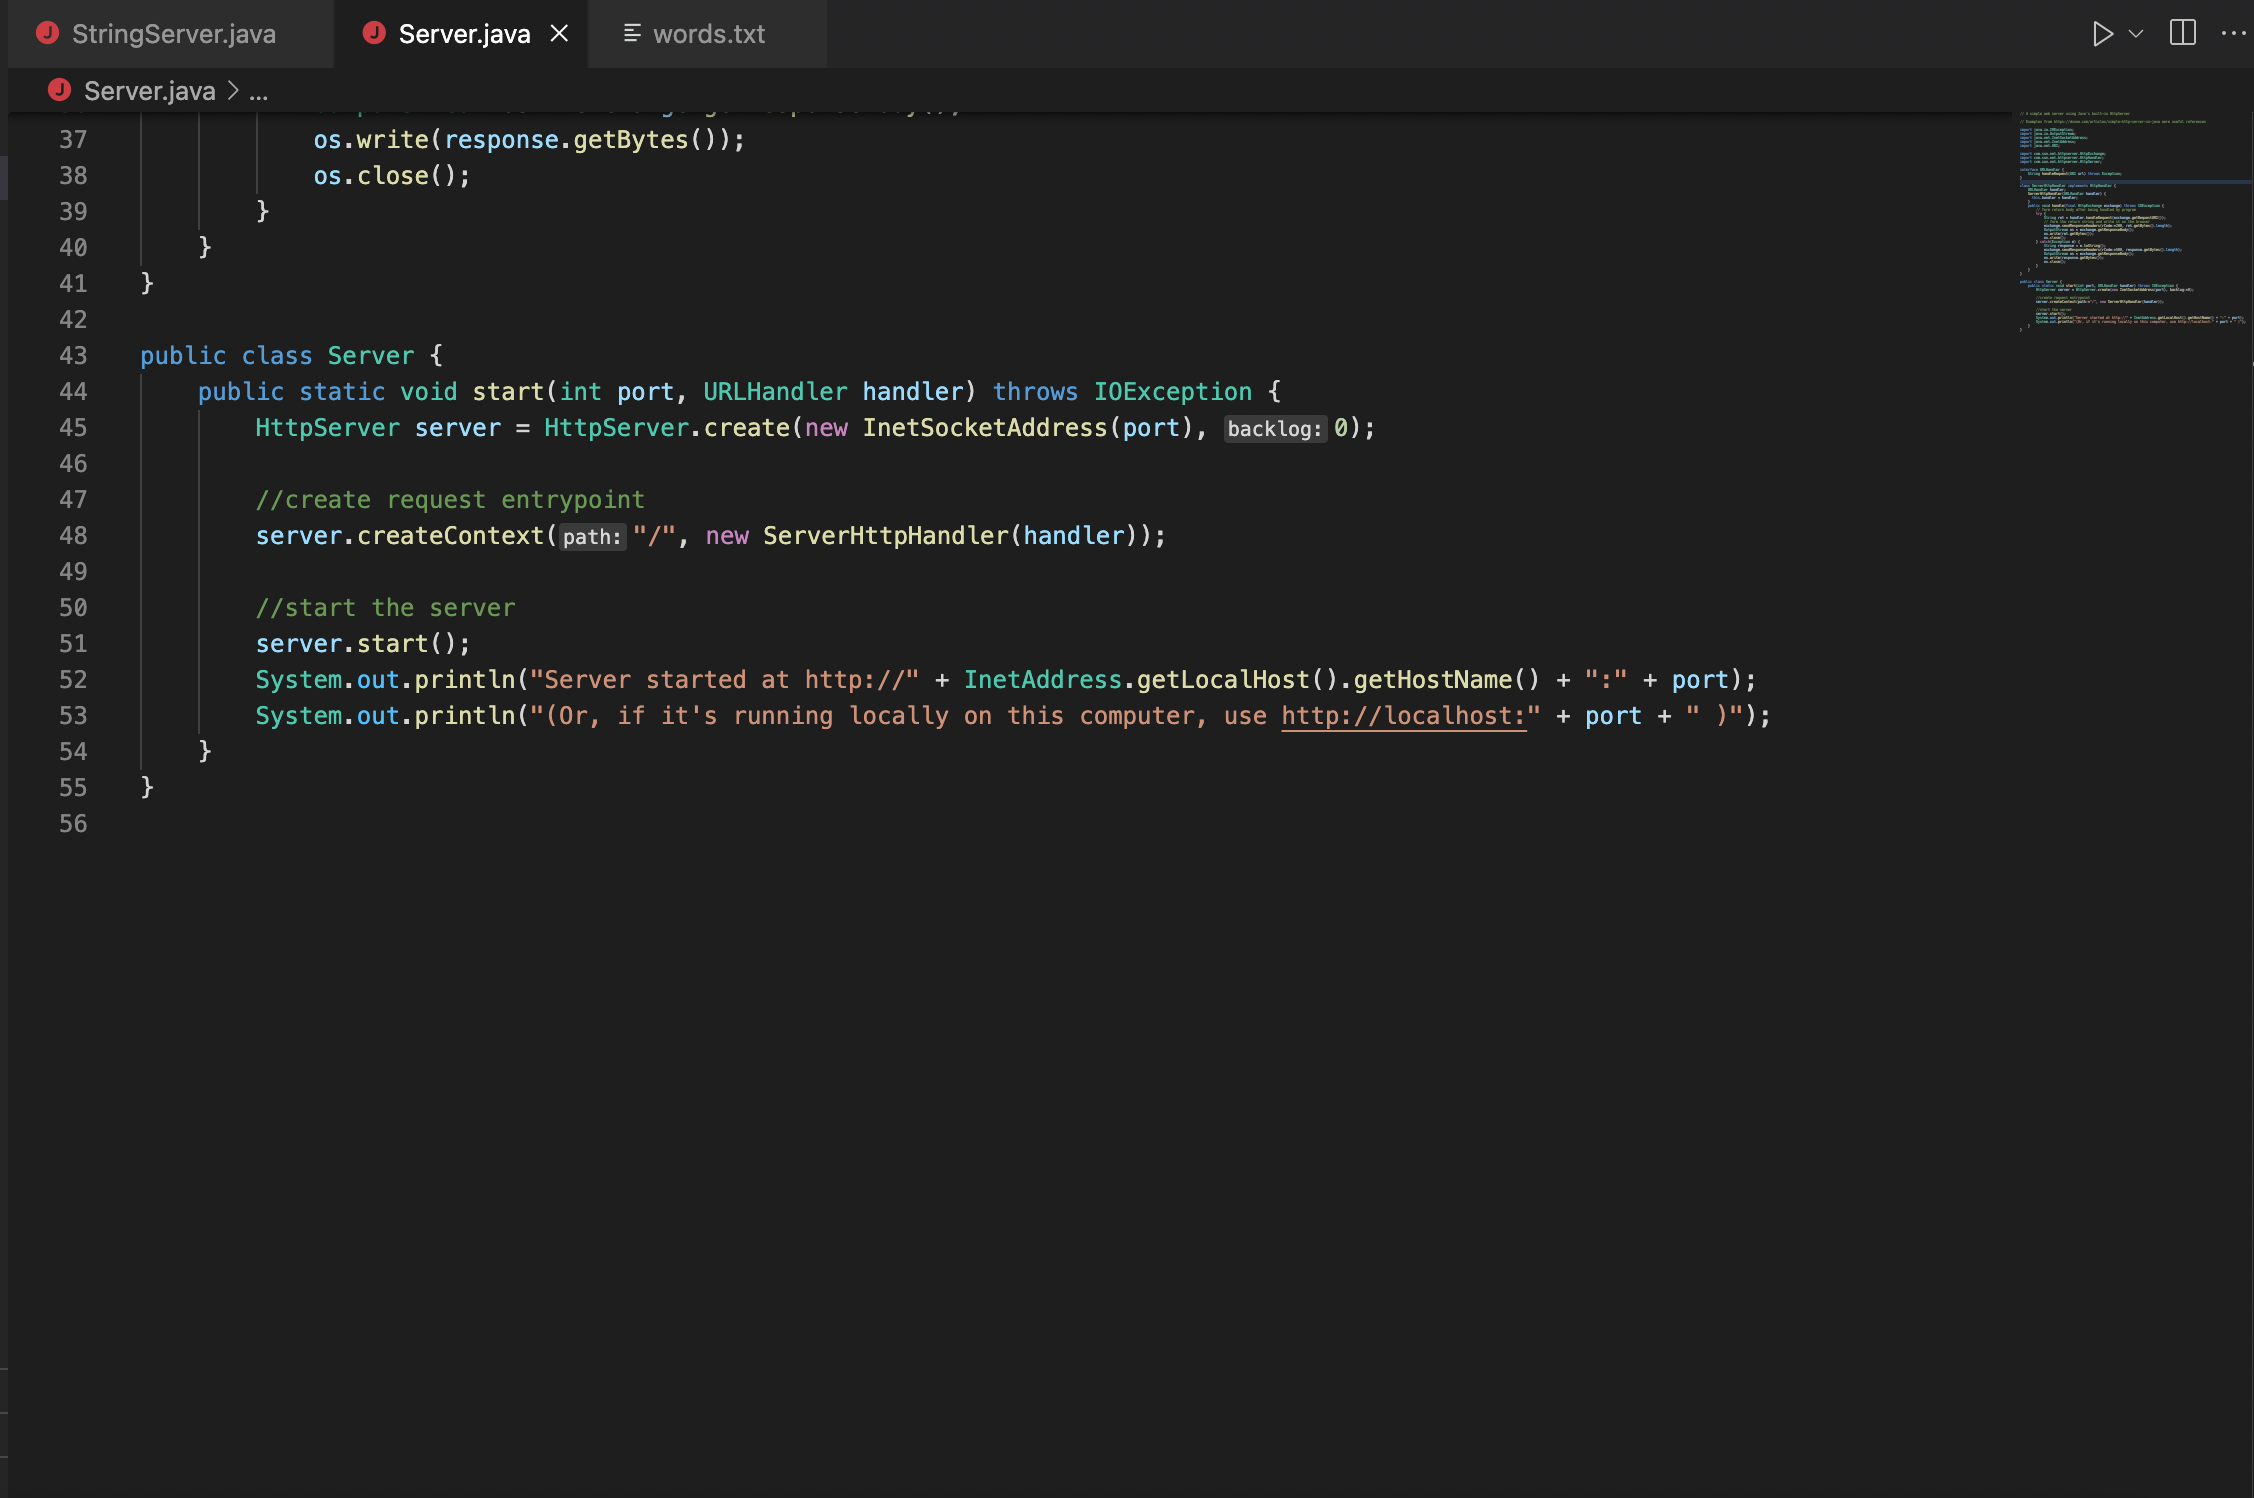 StringServer.java Server.java words.txt
Server.java > ...
37 os.write(response.getBytes());
38 os.close();
39 }
40 }
41 }
42
43 public class Server {
44 public static void start(int port, URLHandler handler) throws IOException {
45 HttpServer server = HttpServer.create(new InetSocketAddress(port), backlog: 0);
46
47 //create request entrypoint
48 server.createContext(path: "/", new ServerHttpHandler(handler));
49
50 //start the server
51 server.start();
52 System.out.println("Server started at http://" + InetAddress.getLocalHost().getHostName() + ":" + port);
53 System.out.println("(Or, if it's running locally on this computer, use http://localhost:" + port + " )");
54 }
55 }
56